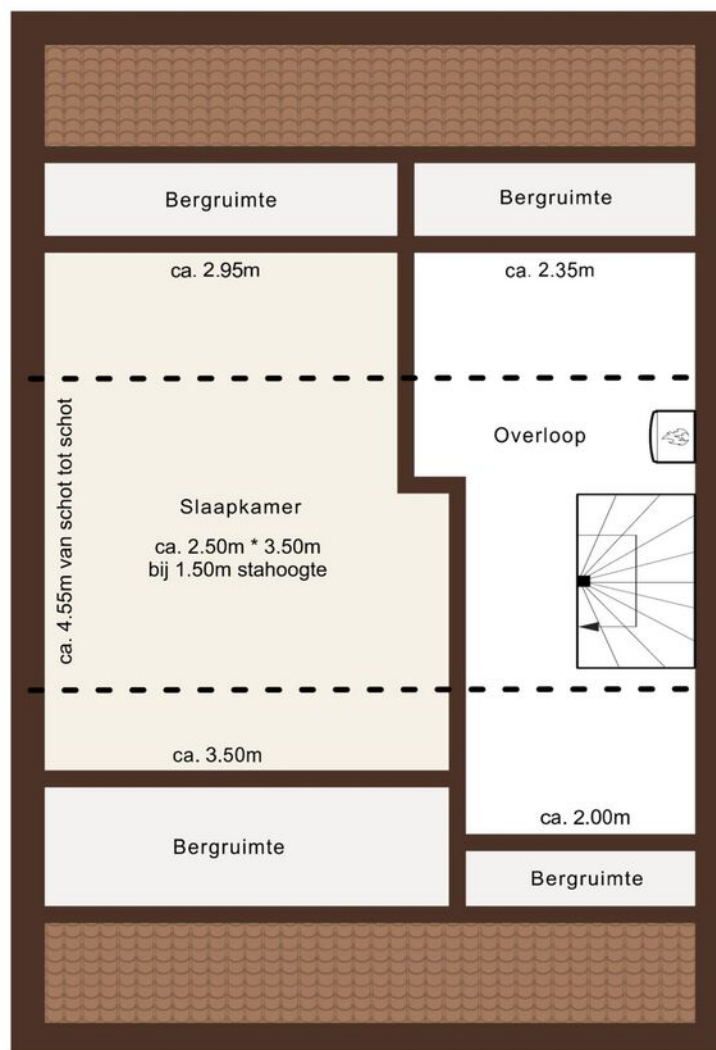 Bergruimte
Bergruimte
ca. 2.95m
ca. 2.35m
Overloop
ca. 4.55m van schot tot schot
Slaapkamer
ca. 2.50m * 3.50m
bij 1.50m stahoogte
ca. 3.50m
ca. 2.00m
Bergruimte
Bergruimte